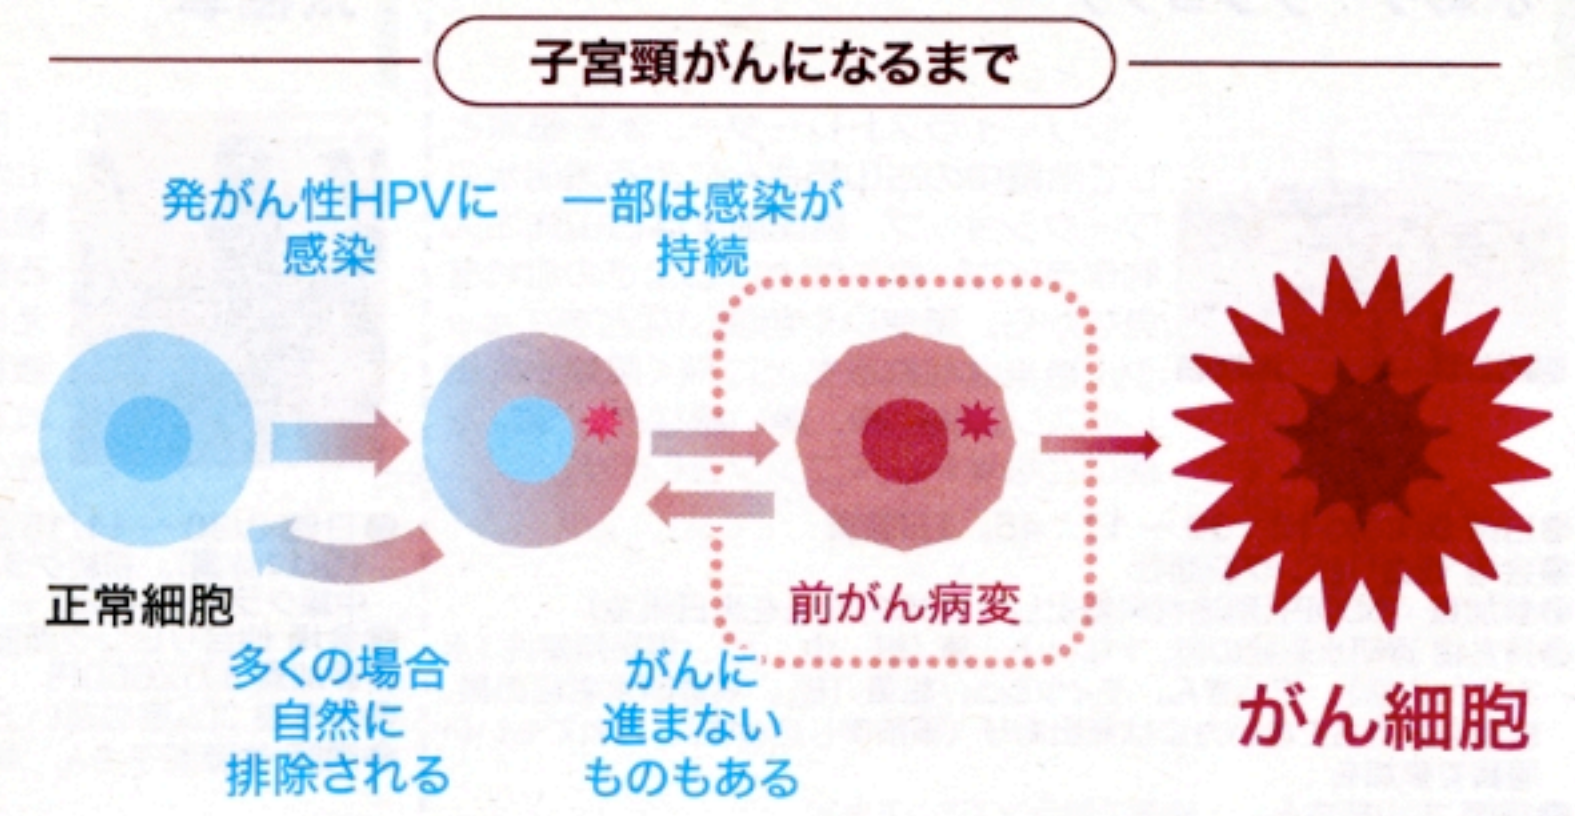 子宮頸がんになるまで
発がん性HPVに
感染
一部は感染が
持続
正常細胞
前がん病変
多くの場合
自然に
排除される
がんに
進まない
ものもある
がん細胞